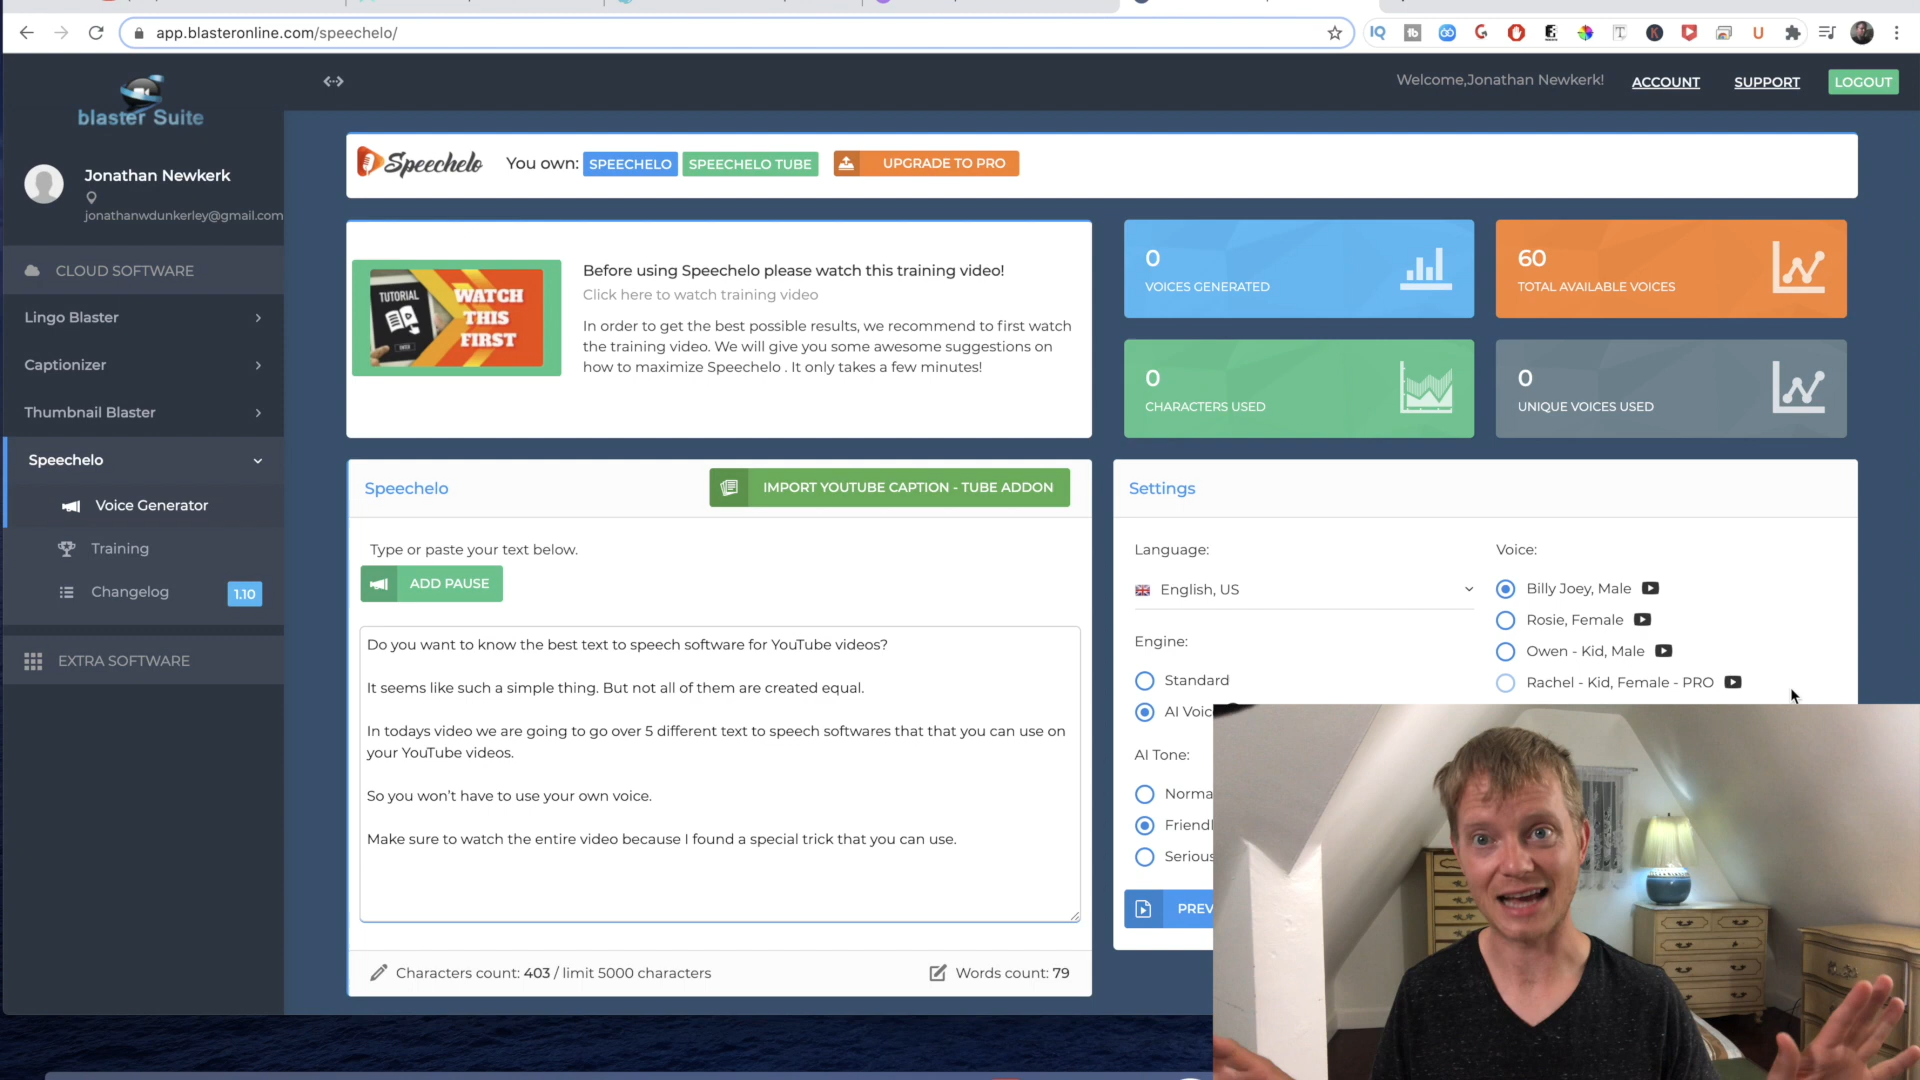 app.blasteronline.com/speechelo/
IQ
tb
T
K
U
blaster Suite
Welcome,Jonathan Newkerk!
ACCOUNT
SUPPORT
LOGOUT
Jonathan Newkerk
jonathanwdunkerley@gmail.com
CLOUD SOFTWARE
Lingo Blaster
Captionizer
Thumbnail Blaster
Speechelo
Voice Generator
Training
Changelog
1.10
EXTRA SOFTWARE
Speechelo
You own:
SPEECHELO
SPEECHELO TUBE
UPGRADE TO PRO
TUTORIAL
WATCH
THIS
FIRST
Before using Speechelo please watch this training video!
Click here to watch training video
In order to get the best possible results, we recommend to first watch
the training video. We will give you some awesome suggestions on
how to maximize Speechelo . It only takes a few minutes!
0
VOICES GENERATED
60
TOTAL AVAILABLE VOICES
0
CHARACTERS USED
0
UNIQUE VOICES USED
Speechelo
IMPORT YOUTUBE CAPTION - TUBE ADDON
Type or paste your text below.
ADD PAUSE
Do you want to know the best text to speech software for YouTube videos?
It seems like such a simple thing. But not all of them are created equal.
In todays video we are going to go over 5 different text to speech softwares that that you can use on
your YouTube videos.
So you won't have to use your own voice.
Make sure to watch the entire video because I found a special trick that you can use.
Characters count: 403 / limit 5000 characters
Words count: 79
Settings
Language:
English, US
Engine:
Standard
AI Voic
AI Tone:
Norma
Friendl
Serious
PREV
Voice:
Billy Joey, Male
Rosie, Female
Owen - Kid, Male
Rachel - Kid, Female - PRO